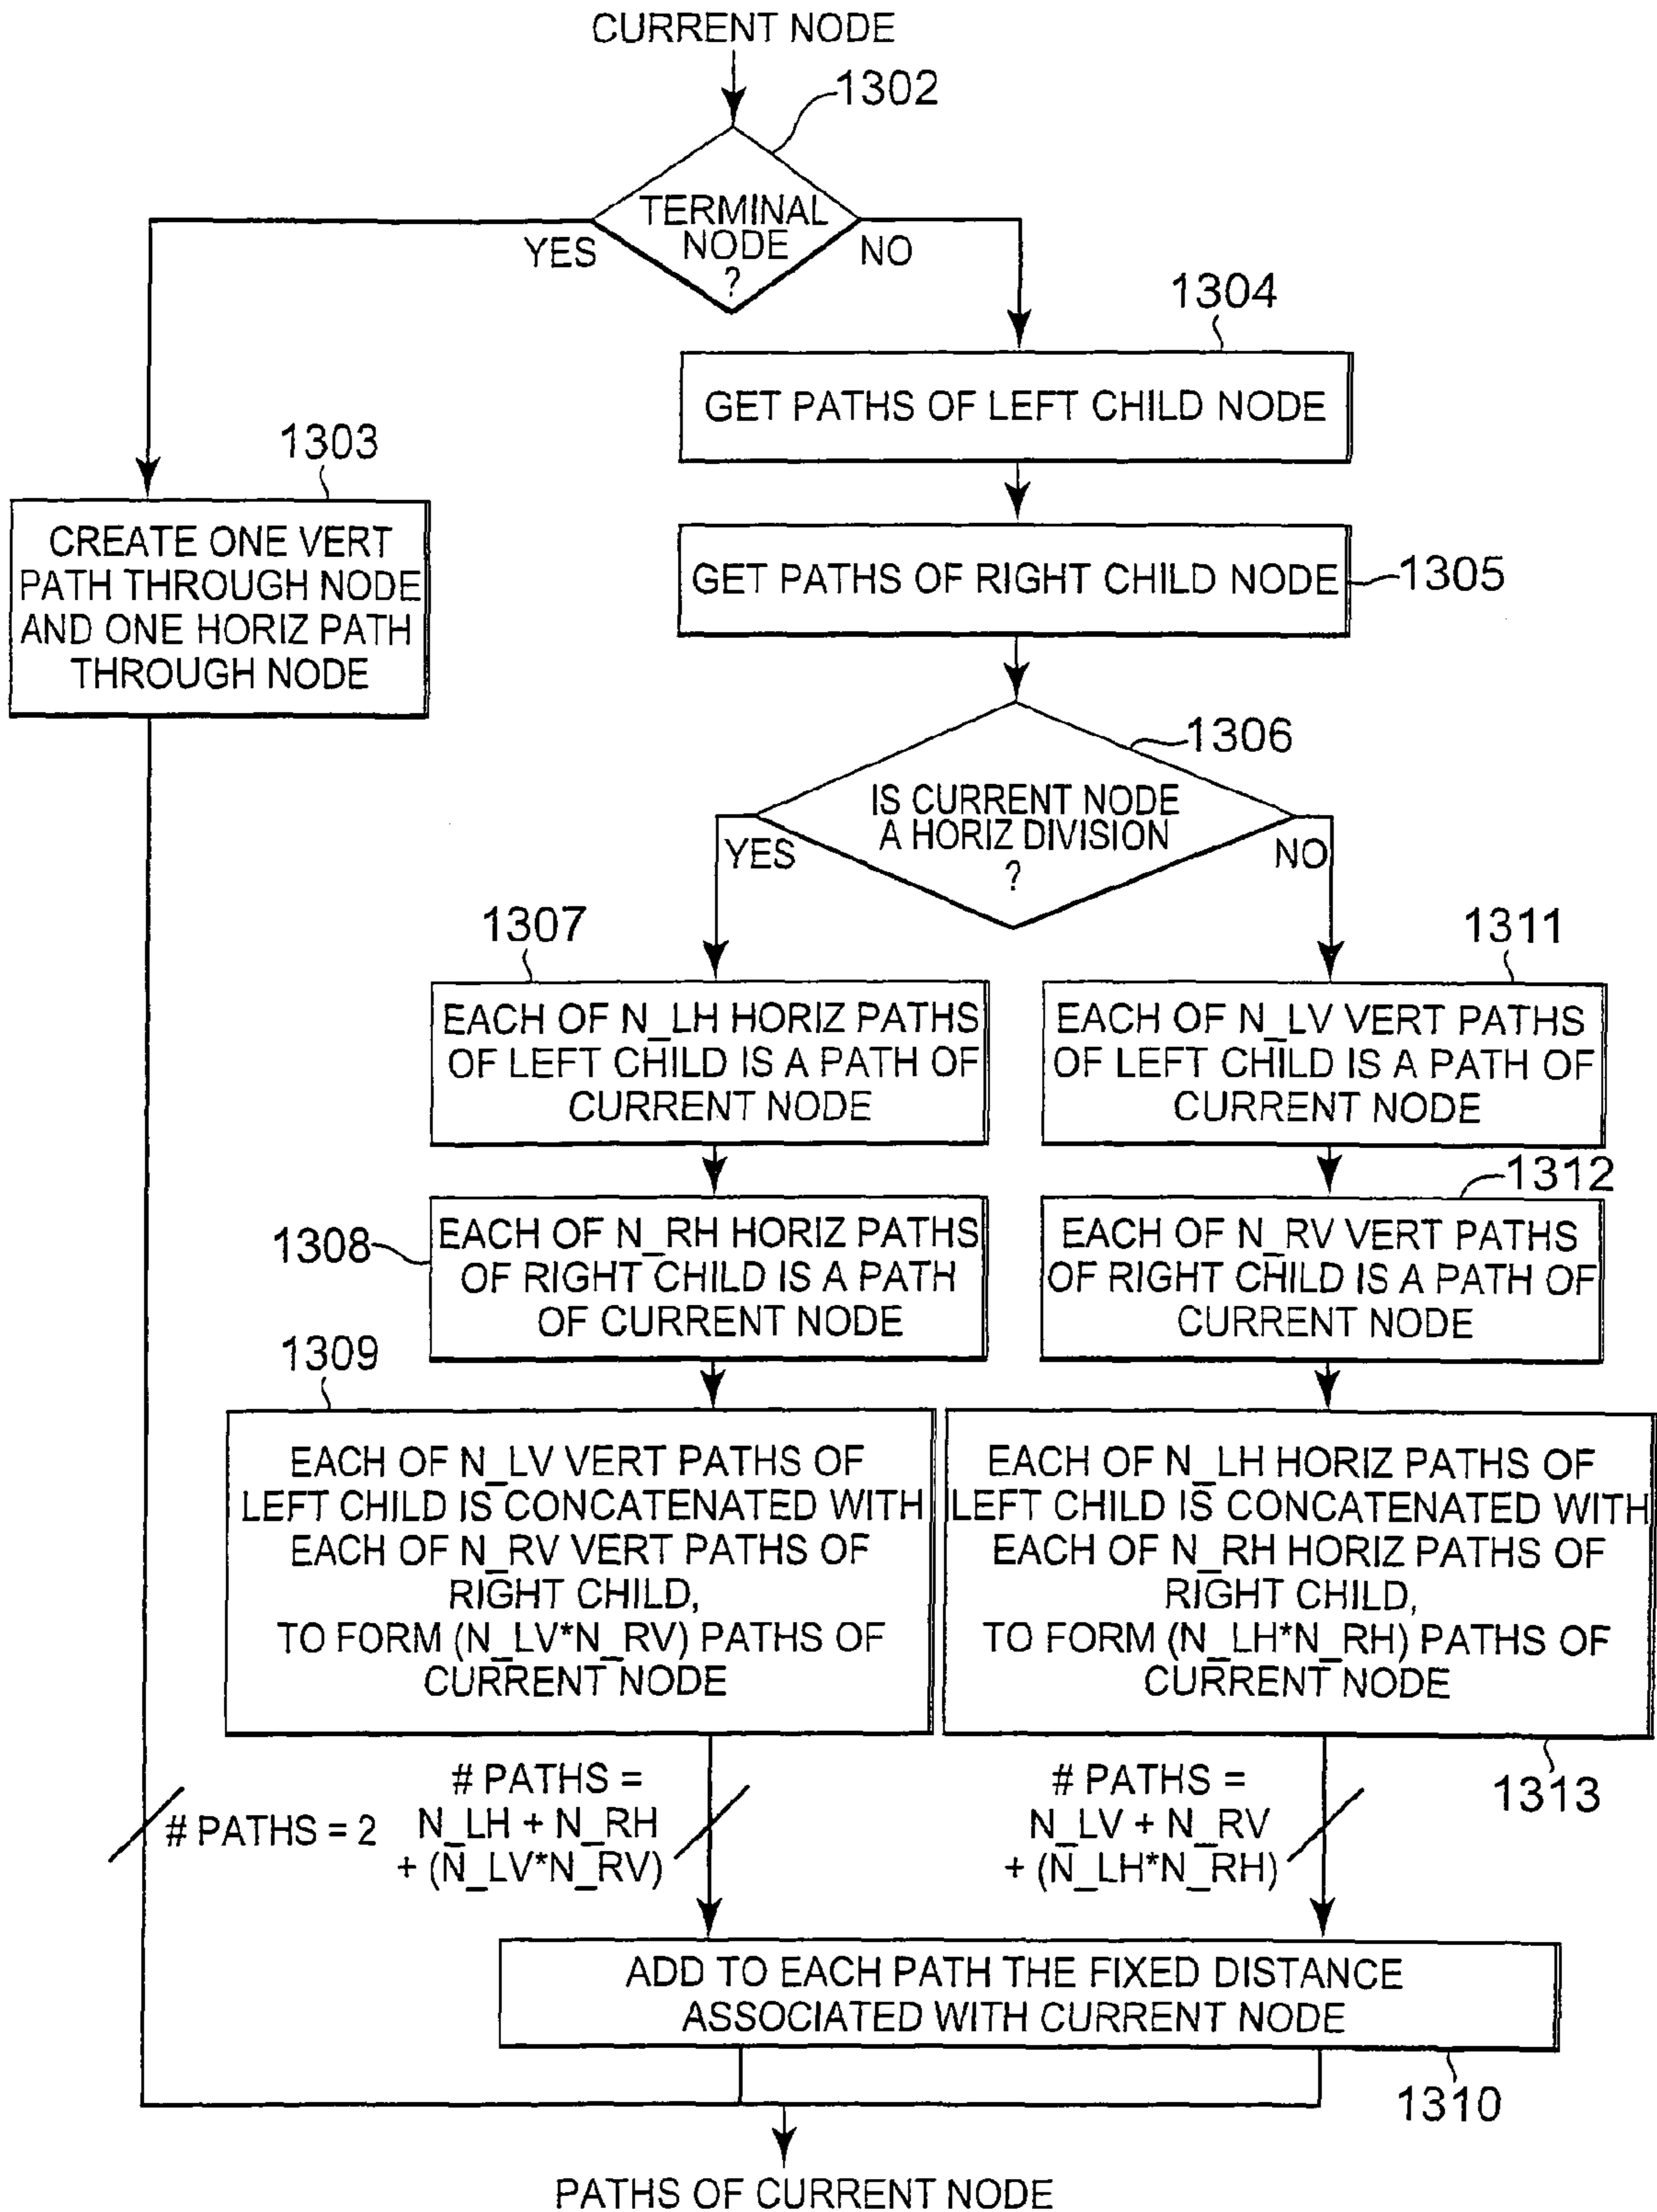 CURRENT NODE
1302
TERMINAL
NODE
?
YES
NO
1304
GET PATHS OF LEFT CHILD NODE
1303
CREATE ONE VERT
PATH THROUGH NODE
AND ONE HORIZ PATH
THROUGH NODE
GET PATHS OF RIGHT CHILD NODE
1305
1306
IS CURRENT NODE
A HORIZ DIVISION
?
YES
NO
1307
EACH OF N_LH HORIZ PATHS
OF LEFT CHILD IS A PATH OF
CURRENT NODE
1311
EACH OF N_LV VERT PATHS
OF LEFT CHILD IS A PATH OF
CURRENT NODE
1308
EACH OF N_RH HORIZ PATHS
OF RIGHT CHILD IS A PATH
OF CURRENT NODE
1312
EACH OF N_RV VERT PATHS
OF RIGHT CHILD IS A PATH OF
CURRENT NODE
1309
EACH OF N_LV VERT PATHS OF
LEFT CHILD IS CONCATENATED WITH
EACH OF N_RV VERT PATHS OF
RIGHT CHILD,
TO FORM (N_LV*N_RV) PATHS OF
CURRENT NODE
EACH OF N_LH HORIZ PATHS OF
LEFT CHILD IS CONCATENATED WITH
EACH OF N_RH HORIZ PATHS OF
RIGHT CHILD,
TO FORM (N_LH*N_RH) PATHS OF
CURRENT NODE
1313
# PATHS = 2
# PATHS =
N_LH + N_RH
+ (N_LV*N_RV)
# PATHS =
N_LV + N_RV
+ (N_LH*N_RH)
ADD TO EACH PATH THE FIXED DISTANCE
ASSOCIATED WITH CURRENT NODE
1310
PATHS OF CURRENT NODE